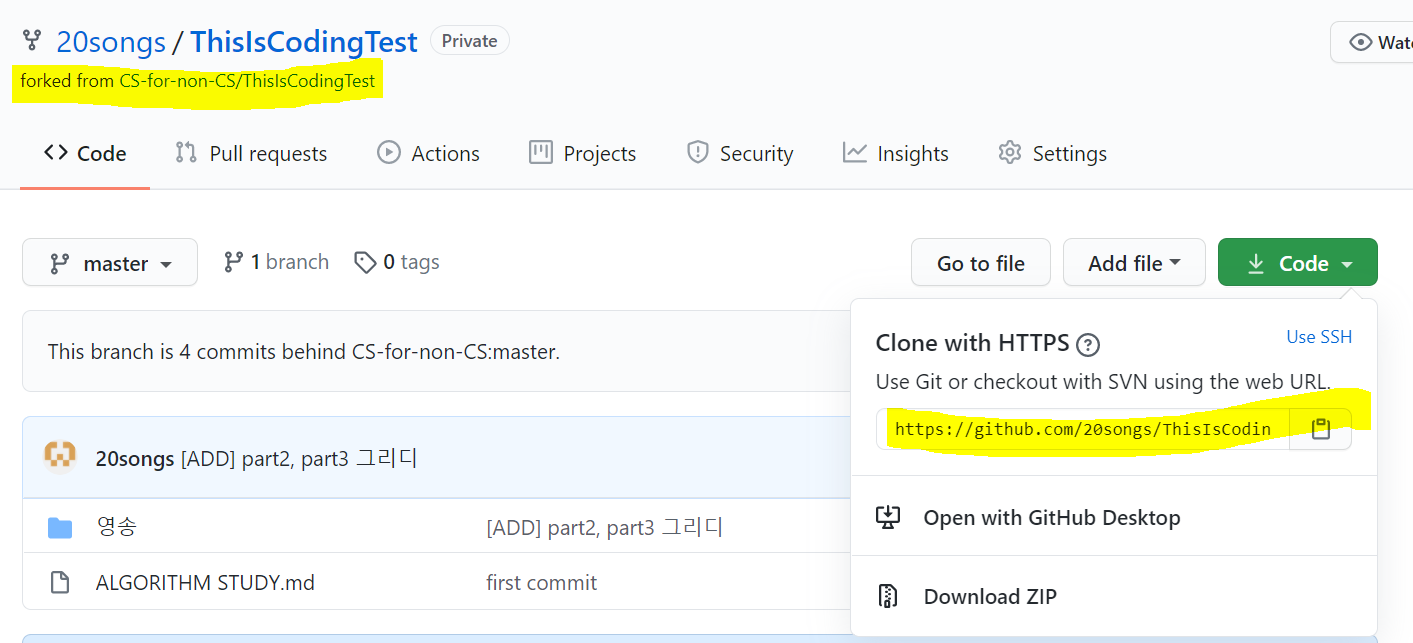 20songs / ThisIsCodingTest Private
Watc
forked from CS-for-non-CS/ThisIsCodingTest
Code Pull requests Actions Projects Security Insights Settings
master 1 branch 0 tags Go to file Add file Code
This branch is 4 commits behind CS-for-non-CS:master.
Clone with HTTPS ? Use SSH
Use Git or checkout with SVN using the web URL.
https://github.com/20songs/ThisIsCodin
20songs [ADD] part2, part3 그리디
영송 [ADD] part2, part3 그리디
ALGORITHM STUDY.md first commit
Open with GitHub Desktop
Download ZIP